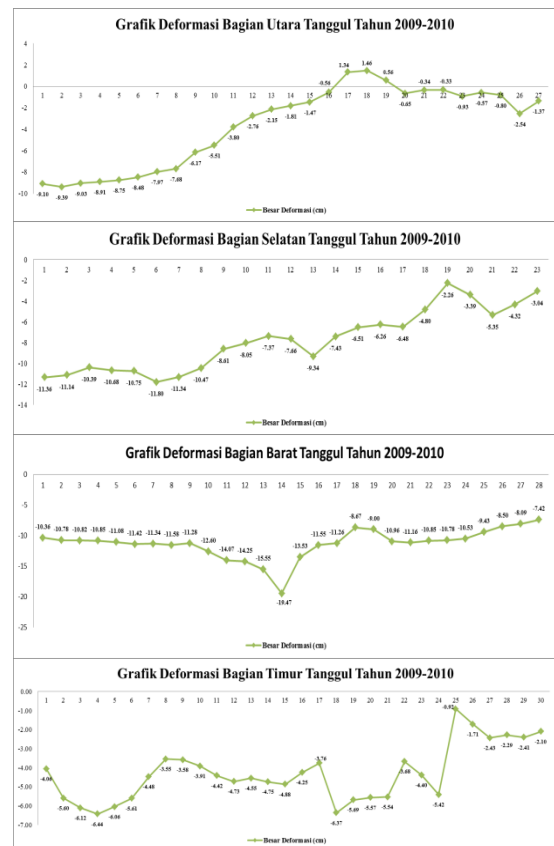 Grafik Deformasi Bagian Utara Tanggul Tahun 2009-2010
4
2
0
-2
-4
-6
-8
-10
1 2 3 4 5 6 7 8 9 10 11 12 13 14 15 16 17 18 19 20 21 22 23 24 25 26 27
-9.10 -9.39 -9.03 -8.91 -8.75 -8.48 -7.97 -7.68 -6.17 -5.51 -3.80 -2.76 -2.15 -1.81 -1.47 -0.56 1.34 1.46 0.56 -0.65 -0.34 -0.33 -0.93 -0.57 -0.80 -2.54 -1.37
Besar Deformasi (cm)
Grafik Deformasi Bagian Selatan Tanggul Tahun 2009-2010
0
-2
-4
-6
-8
-10
-12
-14
1 2 3 4 5 6 7 8 9 10 11 12 13 14 15 16 17 18 19 20 21 22 23
-11.36 -11.14 -10.39 -10.68 -10.75 -11.80 -11.34 -10.47 -8.61 -8.05 -7.37 -7.66 -9.34 -7.43 -6.51 -6.26 -6.48 -4.80 -2.26 -3.39 -5.35 -4.32 -3.04
Besar Deformasi (cm)
Grafik Deformasi Bagian Barat Tanggul Tahun 2009-2010
0
-5
-10
-15
-20
-25
1 2 3 4 5 6 7 8 9 10 11 12 13 14 15 16 17 18 19 20 21 22 23 24 25 26 27 28
-10.36 -10.78 -10.82 -10.85 -11.08 -11.42 -11.34 -11.58 -11.28 -12.60 -14.07 -14.25 -15.55 -19.47 -13.53 -11.55 -11.26 -8.67 -9.00 -10.96 -11.16 -10.85 -10.78 -10.53 -9.43 -8.50 -8.09 -7.42
Besar Deformasi (cm)
Grafik Deformasi Bagian Timur Tanggul Tahun 2009-2010
0.00
-1.00
-2.00
-3.00
-4.00
-5.00
-6.00
-7.00
1 2 3 4 5 6 7 8 9 10 11 12 13 14 15 16 17 18 19 20 21 22 23 24 25 26 27 28 29 30
-4.06 -5.60 -6.12 -6.44 -6.06 -5.61 -4.48 -3.55 -3.58 -3.91 -4.42 -4.73 -4.55 -4.75 -4.88 -4.25 -3.76 -6.37 -5.69 -5.57 -5.54 -3.68 -4.40 -5.42 -0.92 -1.71 -2.43 -2.29 -2.41 -2.10
Besar Deformasi (cm)